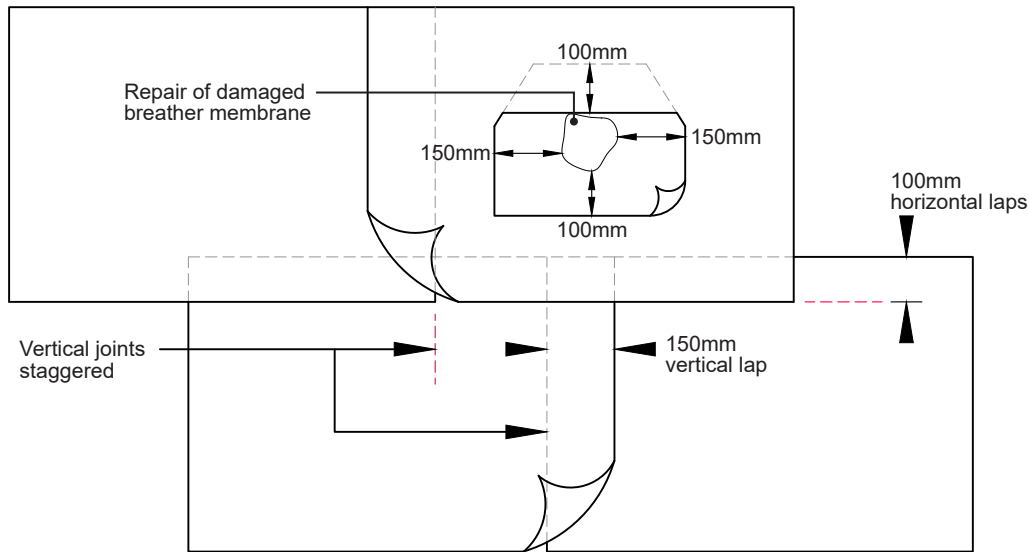 100mm
Repair of damaged
breather membrane
150mm
150mm
100mm
100mm
horizontal laps
Vertical joints
staggered
150mm
vertical lap